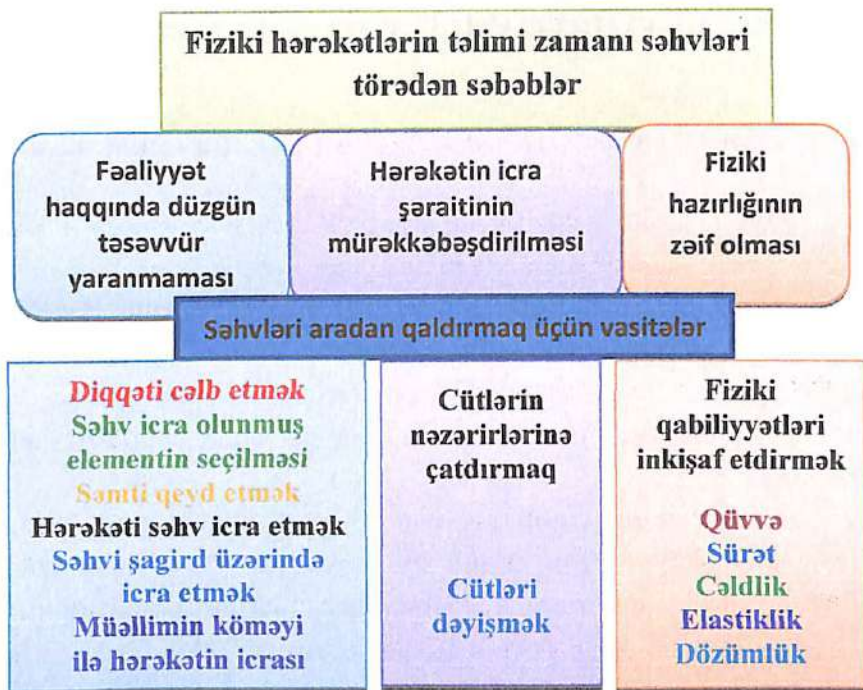 Fiziki hərəkətlərin təlimi zamanı səhvləri
törədən səbəblər
Fəaliyyət
haqqında düzgün
təsəvvür
yaranmaması
Hərəkətin icra
şəraitinin
mürəkkəbəşdirilməsi
Fiziki
hazırlığının
zəif olması
Səhvləri aradan qaldırmaq üçün vasitələr
Diqqəti cəlb etmək
Səhv icra olunmuş
elementin seçilməsi
Səmti qeyd etmək
Hərəkəti səhv icra etmək
Səhvi şagird üzərində
icra etmək
Müəllimin köməyi
ilə hərəkətin icrası
Cütlərin
nəzərirlərinə
çatdırmaq
Cütləri
dəyişmək
Fiziki
qabiliyyətləri
inkişaf etdirmək
Qüvvə
Sürət
Cəldlik
Elastiklik
Dözümlük